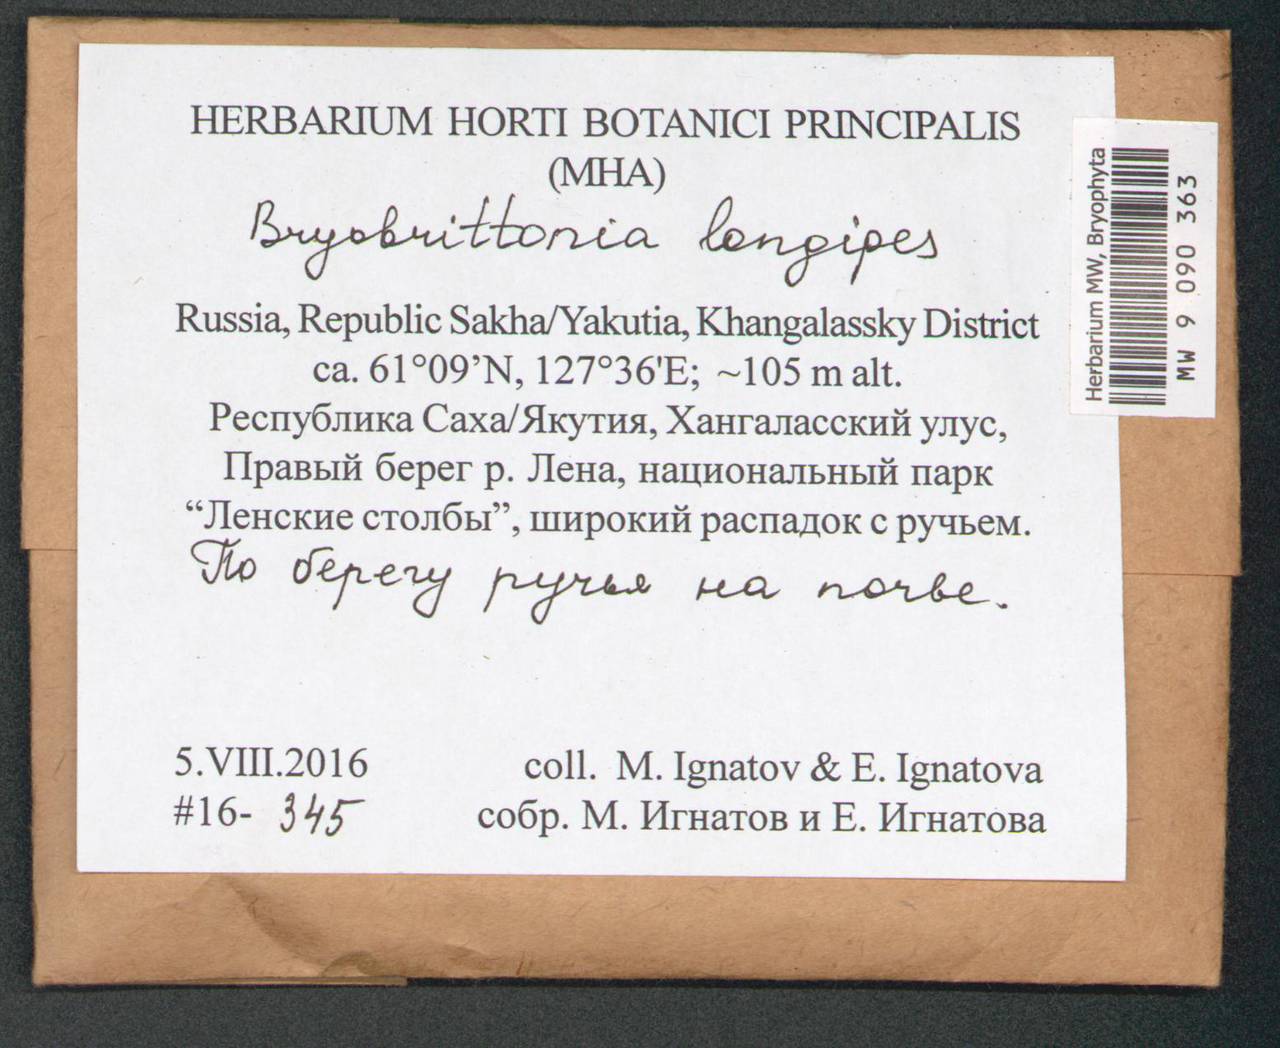 HERBARIUM HORTI BOTANICI PRINCIPALIS
(MHA)
Bryobrittonia longipes
Russia, Republic Sakha/Yakutia, Khangalassky District
ca. 61°09’N, 127°36'E; ~105 m alt.
Республика Саха/Якутия, Хангаласский улус,
Правый берег р. Лена, национальный парк
“Ленские столбы”, широкий распадок с ручьем.
По берегу ручья на почве.
5.VIII.2016 coll. M. Ignatov & E. Ignatova
#16- 345 собр. М. Игнатов и Е. Игнатова
Herbarium MW, Bryophyta
MW 9 090 363